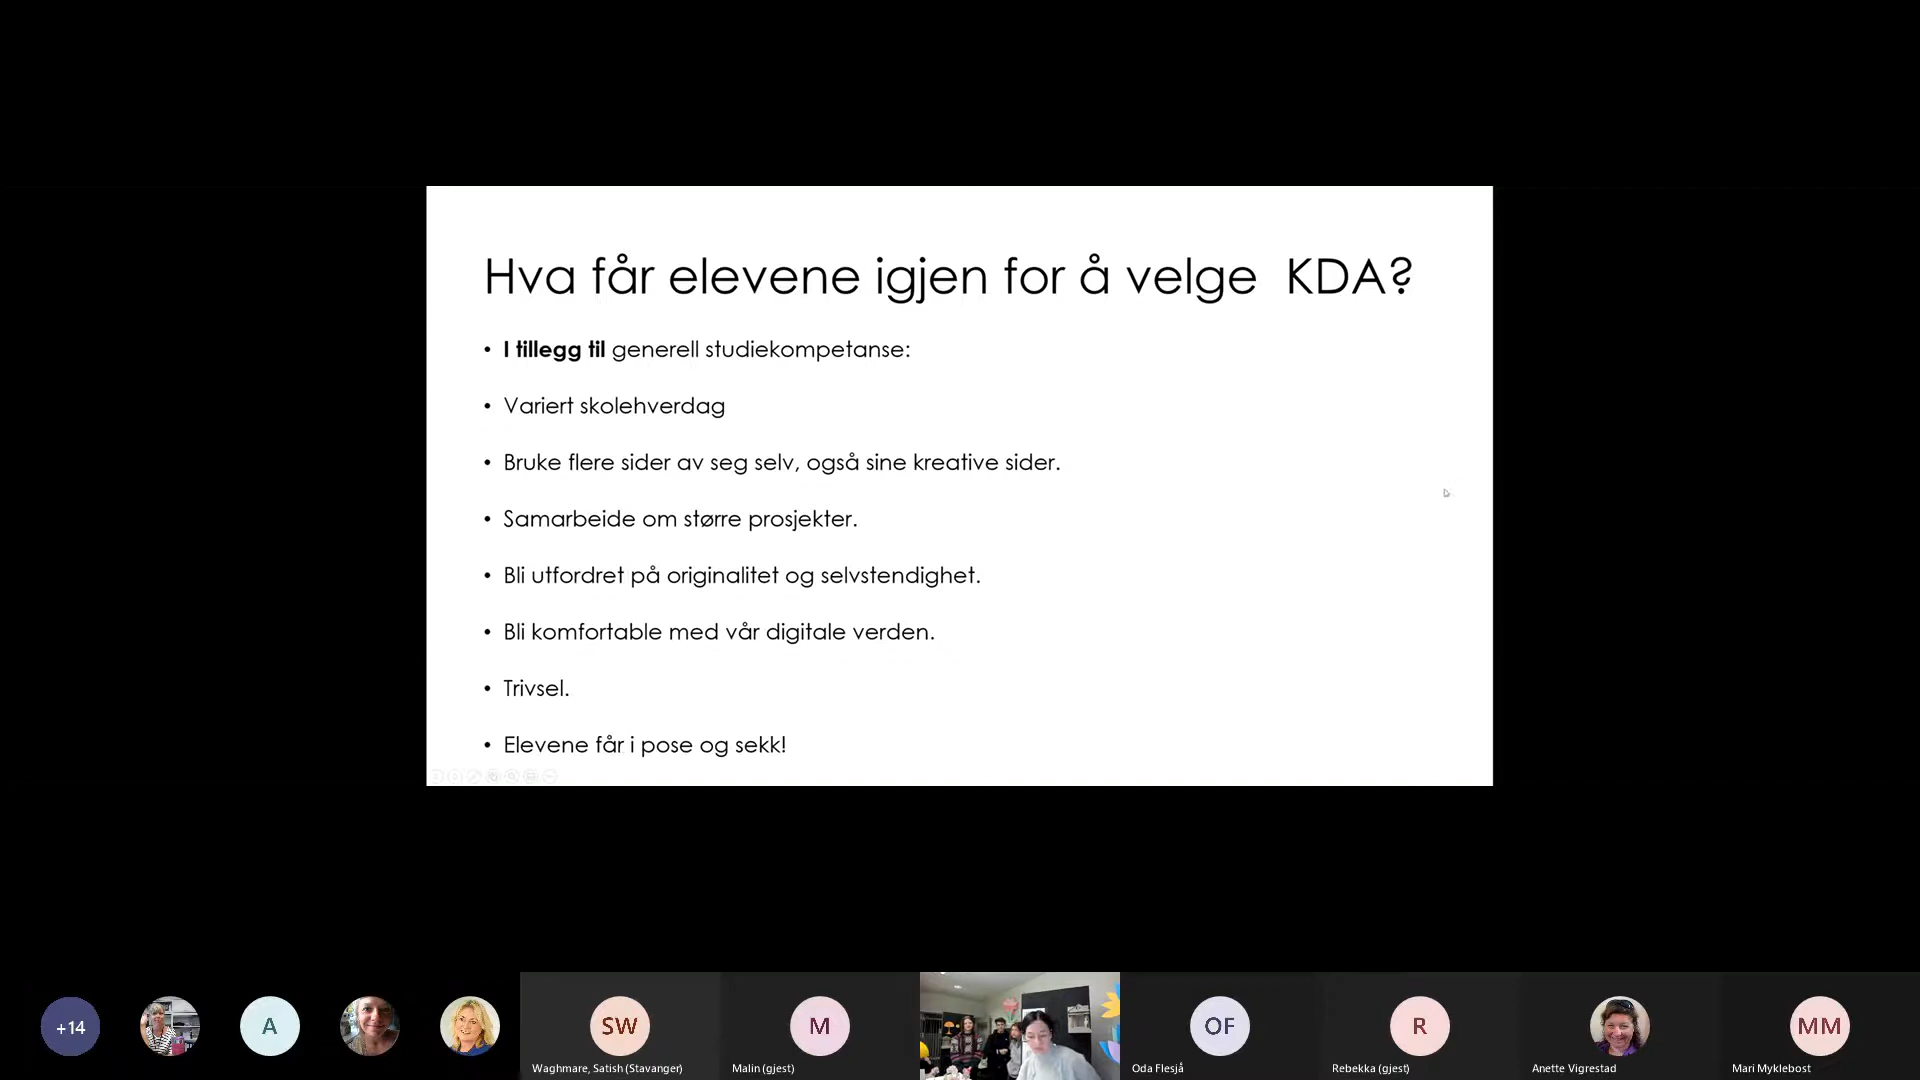 Hva får elevene igjen for å velge  KDA?
• I tillegg til generell studiekompetanse:
• Variert skolehverdag
• Bruke flere sider av seg selv, også sine kreative sider.
• Samarbeide om større prosjekter.
• Bli utfordret på originalitet og selvstendighet.
• Bli komfortable med vår digitale verden.
• Trivsel.
• Elevene får i pose og sekk!
+14
A
SW
M
OF
R
MM
Waghmare, Satish (Stavanger)
Malin (gjest)
Oda Flesjå
Rebekka (gjest)
Anette Vigrestad
Mari Myklebost